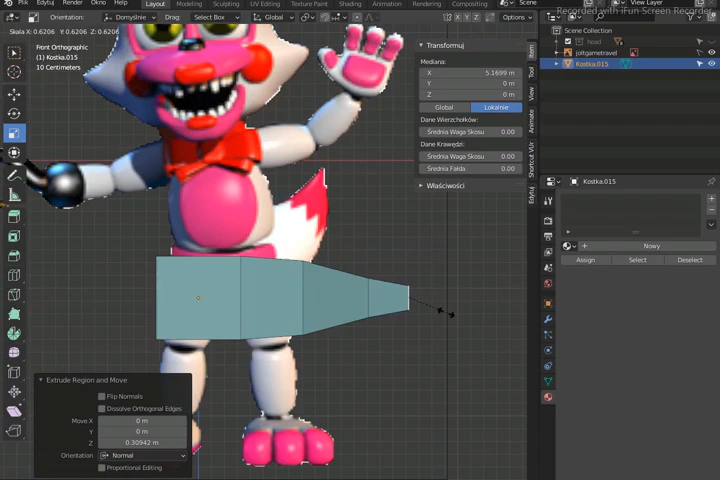 Plik Edytuj Render Okno Pomoc Layout Modeling Sculpting UV Editing Texture Paint Shading Animation Rendering Scene View Layer
Recorded with iFun Screen Recorder
Orientation: Domyślnie Drag: Select Box Global X Y Z Options
Skala X: 0.6206 Y: 0.6206 Z: 0.6206
Front Orthographic
(1) Kostka.015
10 Centimeters
Transformuj
Mediana:
X 5.1699 m
Y 0 m
Z 0 m
Global Lokalnie
Dane Wierzchołków:
Średnia Waga Skosu 0.00
Dane Krawędzi:
Średnia Waga Skosu 0.00
Średnia Fałda 0.00
Właściwości
Item
Tool
View
Animate
Shortcut VUr
Edytuj
Scene Collection
head
joltgametravel
Kostka.015
Kostka.015
Nowy
Assign Select Deselect
Extrude Region and Move
Flip Normals
Dissolve Orthogonal Edges
Move X 0 m
Y 0 m
Z 0.30942 m
Orientation Normal
Proportional Editing